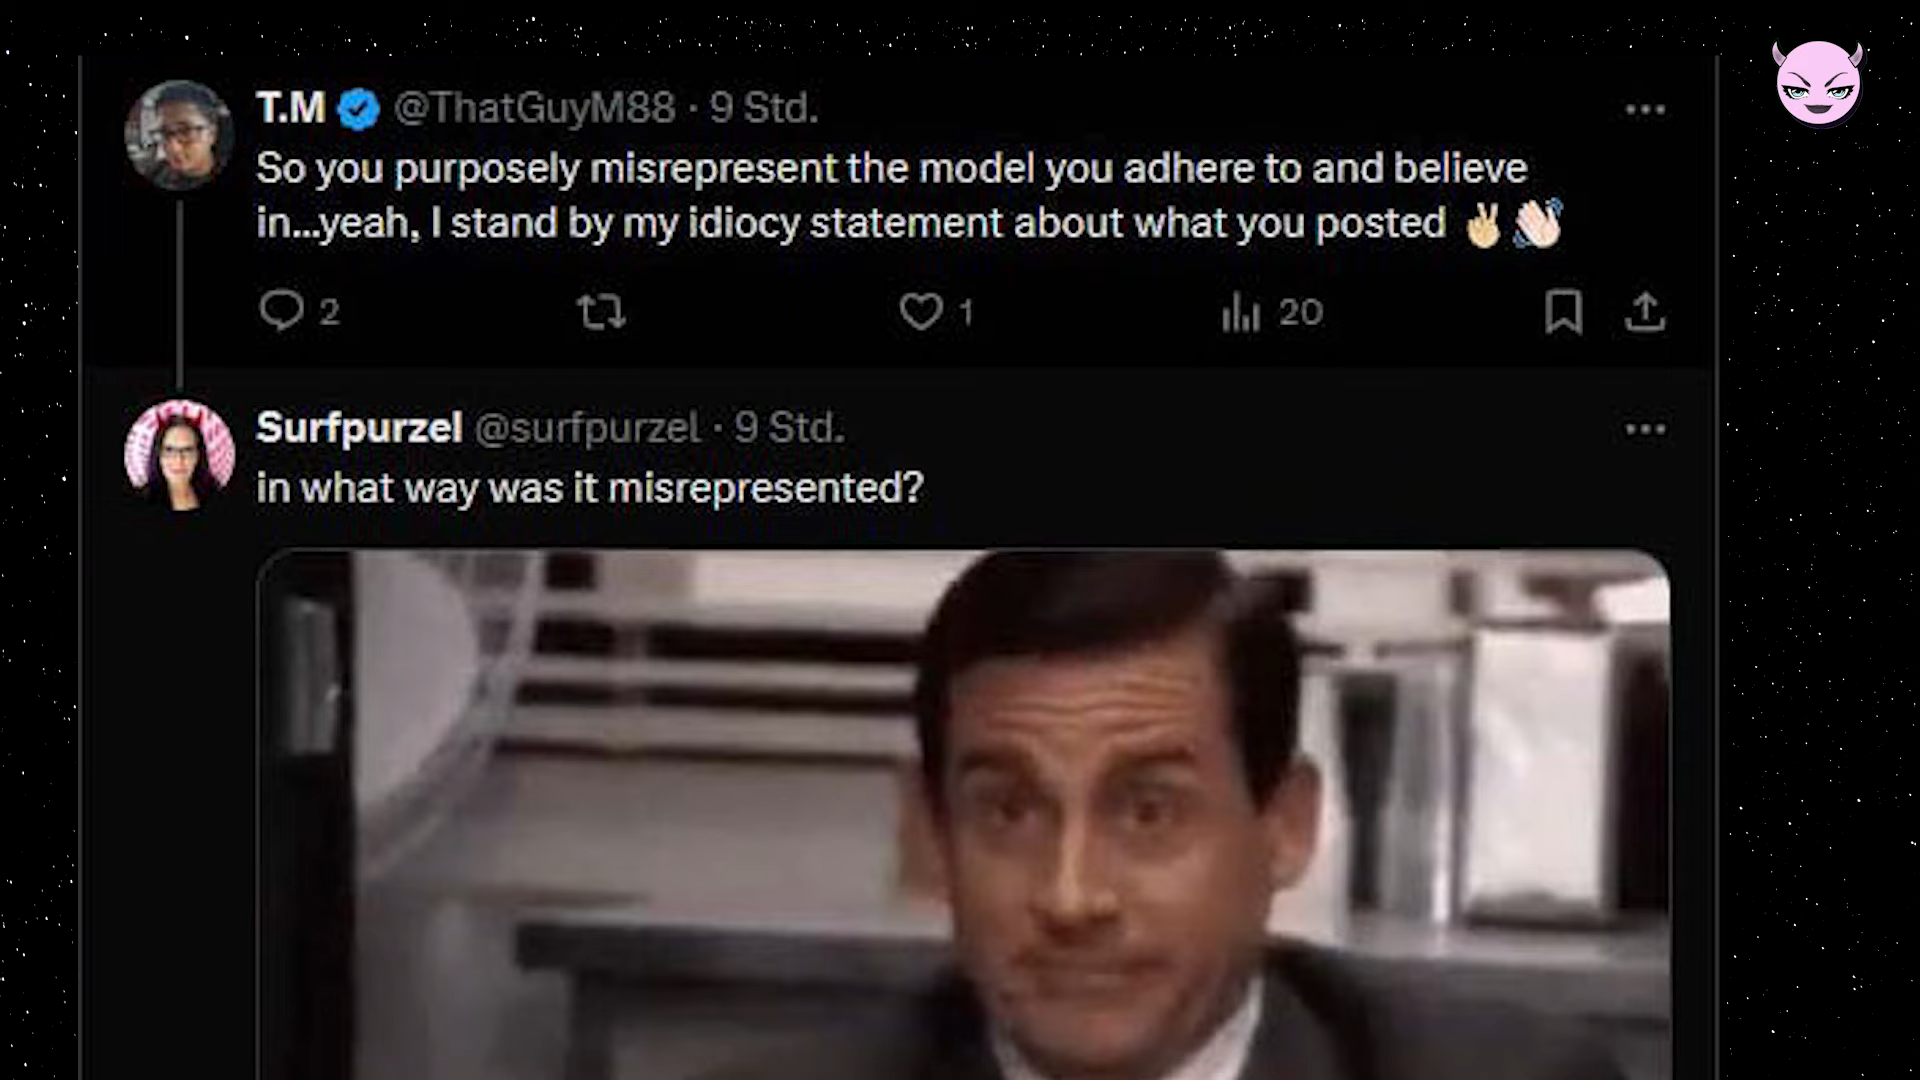 T.M @ThatGuyM88 · 9 Std.
So you purposely misrepresent the model you adhere to and believe
in...yeah, I stand by my idiocy statement about what you posted ✌🏼👋🏻
2 1 20
Surfpurzel @surfpurzel · 9 Std.
in what way was it misrepresented?